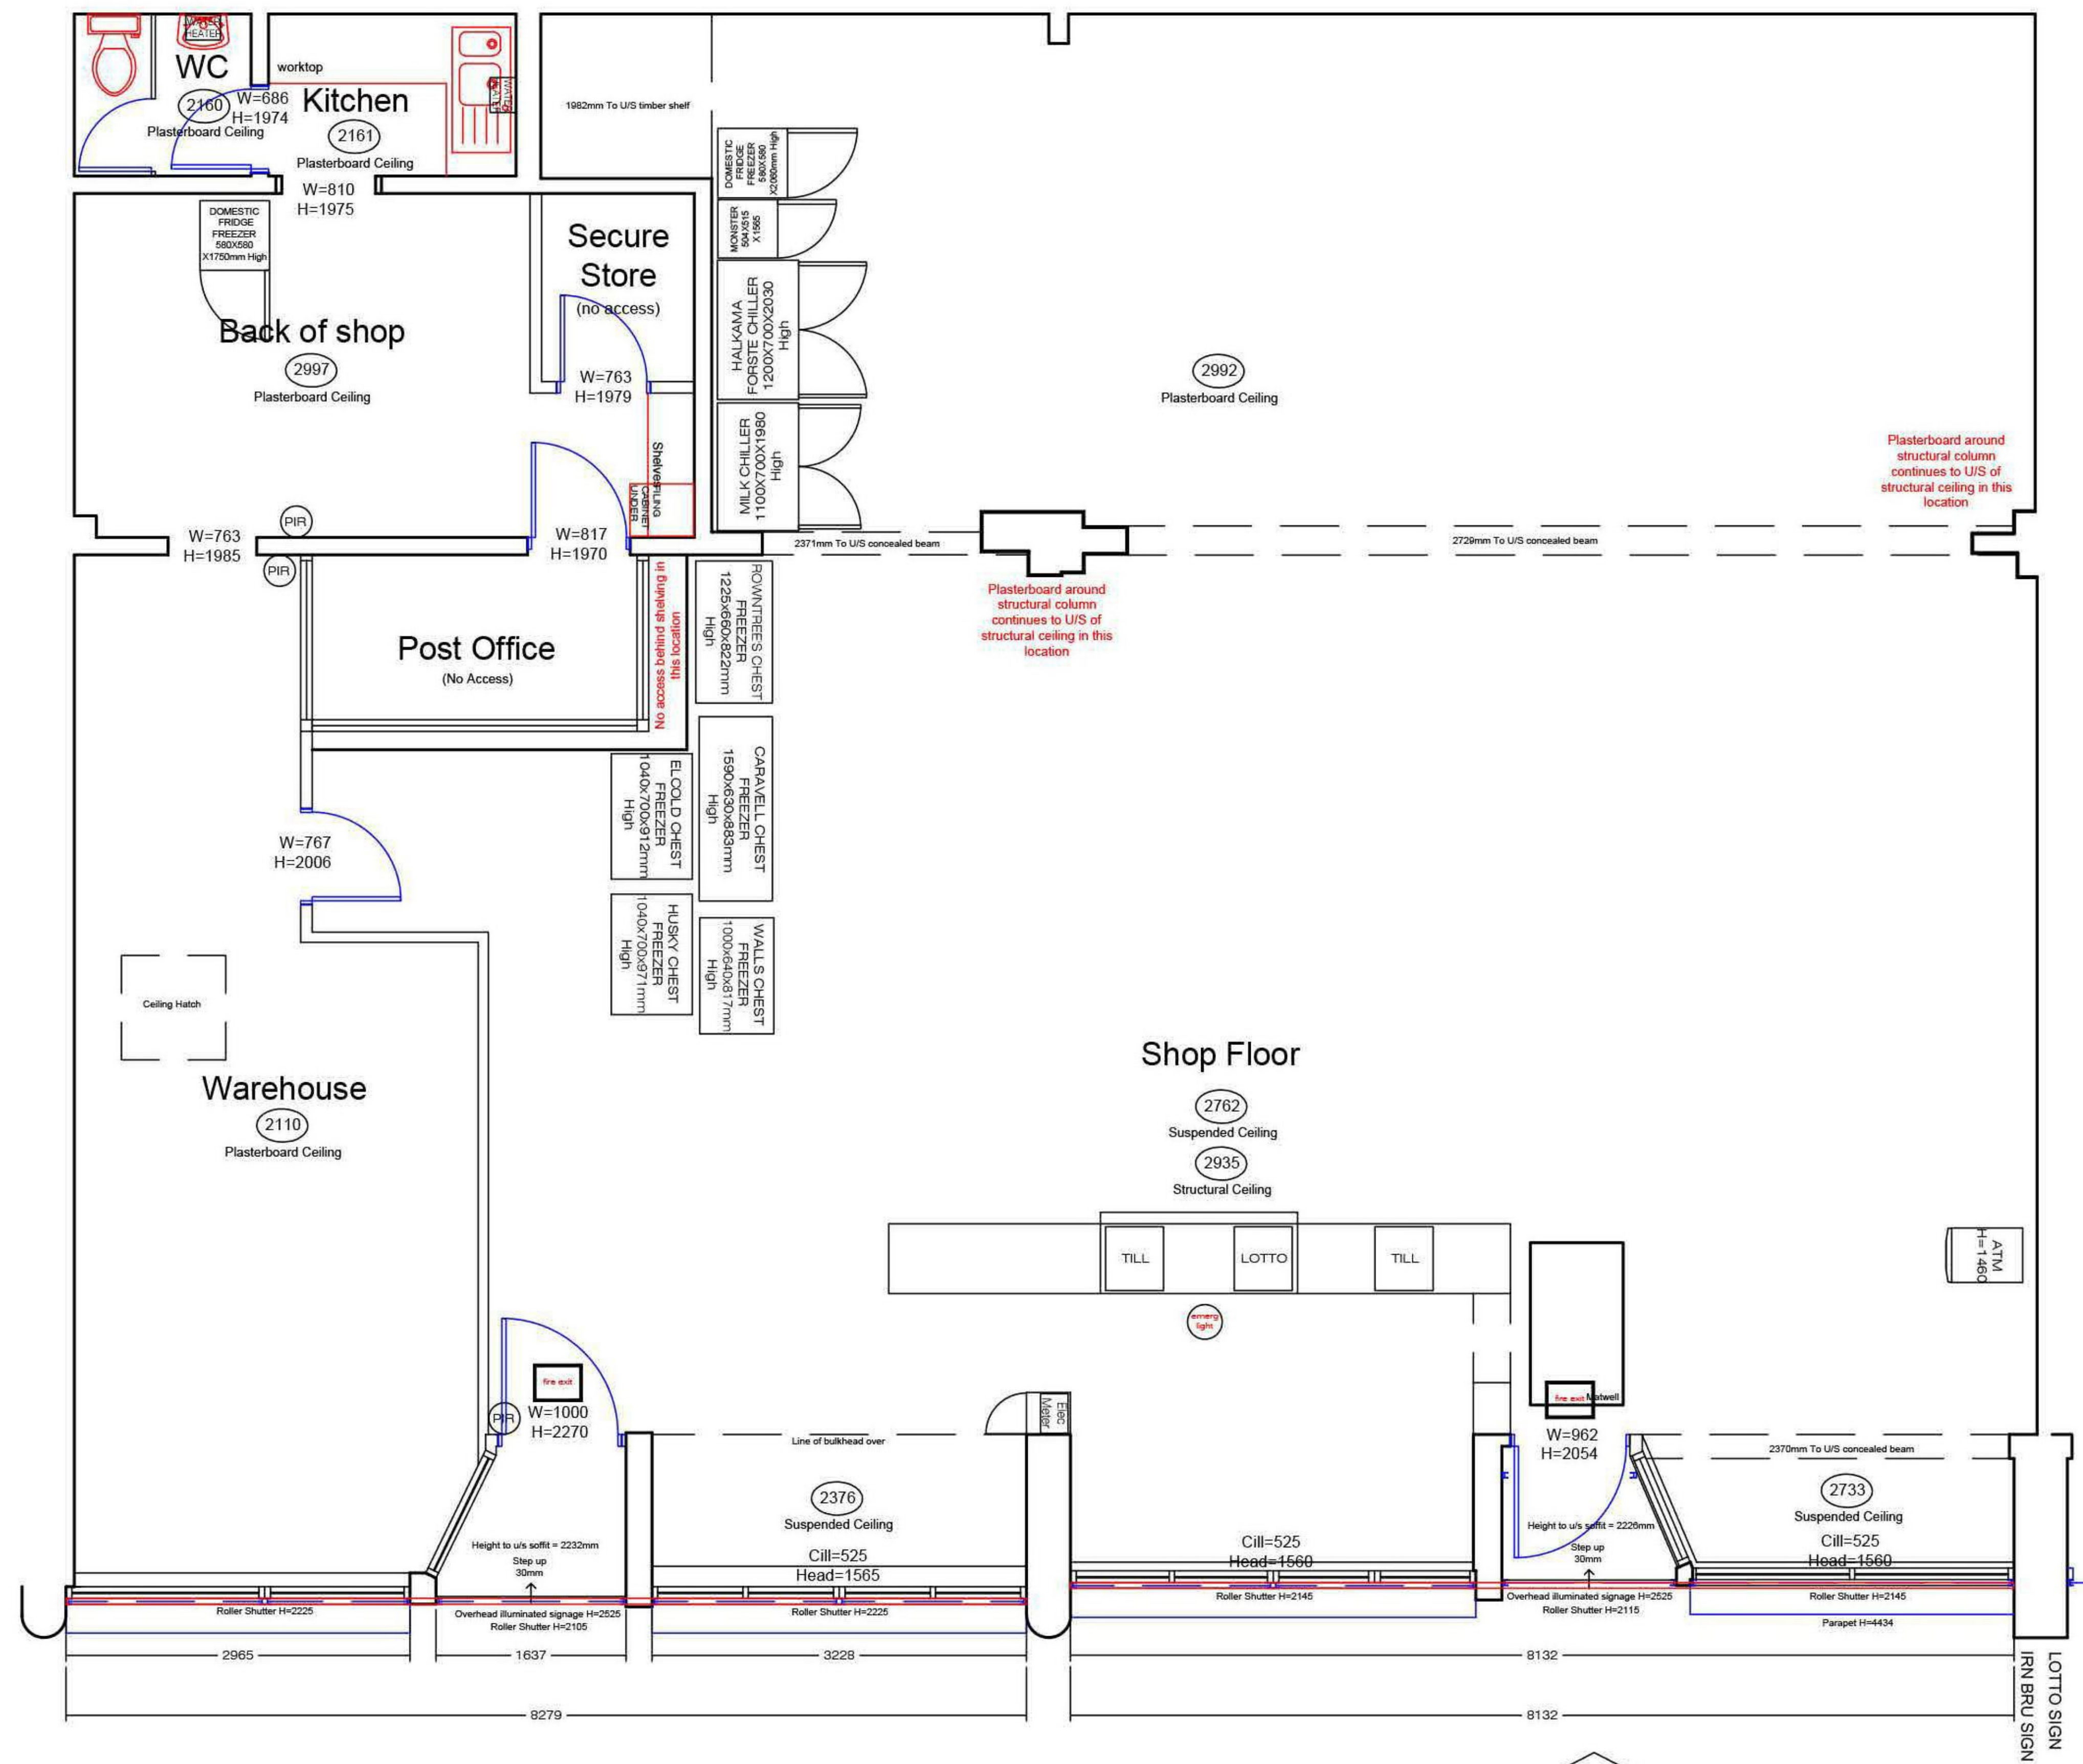 WATER
HEATER
WC
2160
Plasterboard Ceiling
W=686
H=1974
worktop
Kitchen
2161
Plasterboard Ceiling
WATER
HEATER
W=810
H=1975
1982mm To U/S timber shelf
DOMESTIC
FRIDGE
FREEZER
580X580
X2060mm High
MONSTER
504X515
X1565
HALKAMA
FORSTE CHILLER
1200X700X2030
High
MILK CHILLER
1100X700X1980
High
DOMESTIC
FRIDGE
FREEZER
580X580
X1750mm High
Back of shop
2997
Plasterboard Ceiling
Secure
Store
(no access)
W=763
H=1979
Shelves
FILING
CABINET
UNDER
W=817
H=1970
PIR
W=763
H=1985
PIR
2992
Plasterboard Ceiling
Plasterboard around
structural column
continues to U/S of
structural ceiling in this
location
2371mm To U/S concealed beam
2729mm To U/S concealed beam
Plasterboard around
structural column
continues to U/S of
structural ceiling in this
location
Post Office
(No Access)
No access behind shelving in
this location
ROWNTREES CHEST
FREEZER
1225x660x822mm
High
CARAVELL CHEST
FREEZER
1590x630x883mm
High
ELCOLD CHEST
FREEZER
1040x700x912mm
High
HUSKY CHEST
FREEZER
1040x700x971mm
High
WALLS CHEST
FREEZER
1000x640x817mm
High
W=767
H=2006
Ceiling Hatch
Warehouse
2110
Plasterboard Ceiling
Shop Floor
2762
Suspended Ceiling
2935
Structural Ceiling
TILL
LOTTO
TILL
emerg
light
ATM
H=1460
fire exit
PIR
W=1000
H=2270
Elec
Meter
fire exit
Matwell
W=962
H=2054
Line of bulkhead over
2370mm To U/S concealed beam
2376
Suspended Ceiling
Cill=525
Head=1565
Cill=525
Head=1560
2733
Suspended Ceiling
Cill=525
Head=1560
Height to u/s soffit = 2232mm
Step up
30mm
Height to u/s soffit = 2226mm
Step up
30mm
Roller Shutter H=2225
Overhead illuminated signage H=2525
Roller Shutter H=2105
Roller Shutter H=2225
Roller Shutter H=2145
Overhead illuminated signage H=2525
Roller Shutter H=2115
Roller Shutter H=2145
Parapet H=4434
2965
1637
3228
8132
8279
8132
LOTTO SIGN
IRN BRU SIGN